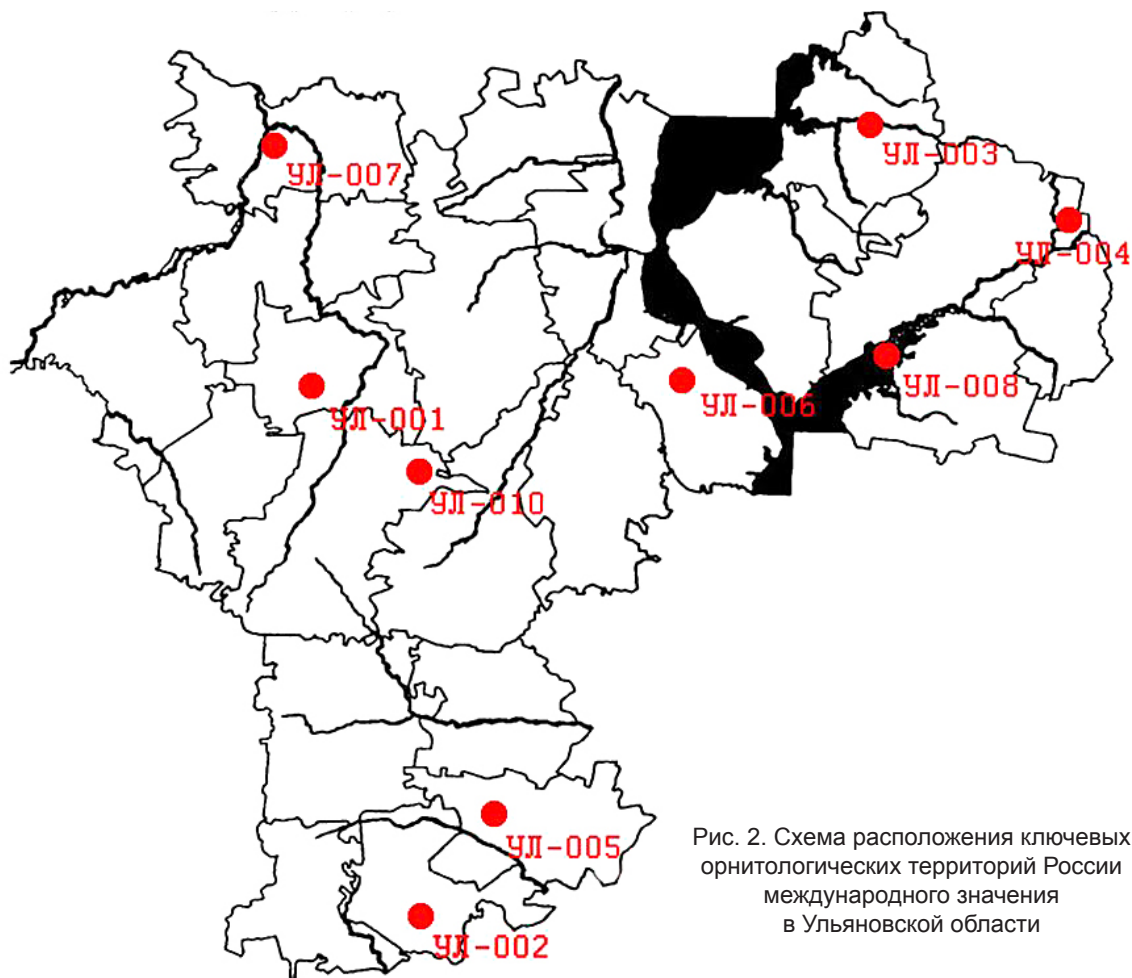 УЛ-003
УЛ-007
УЛ-004
УЛ-008
УЛ-001
УЛ-006
УЛ-010
УЛ-005
УЛ-002
Рис. 2. Схема расположения ключевых
орнитологических территорий России
международного значения
в Ульяновской области